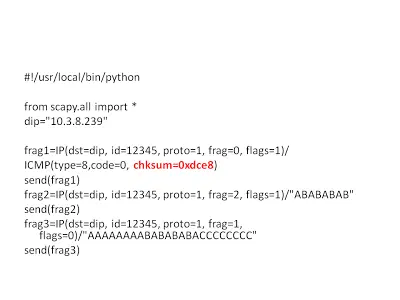 #!/usr/local/bin/python
from scapy.all import *
dip="10.3.8.239"
frag1=IP(dst=dip, id=12345, proto=1, frag=0, flags=1)/
ICMP(type=8,code=0, chksum=0xdce8)
send(frag1)
frag2=IP(dst=dip, id=12345, proto=1, frag=2, flags=1)/"ABABABAB"
send(frag2)
frag3=IP(dst=dip, id=12345, proto=1, frag=1,
flags=0)/"AAAAAAAABABABABACCCCCCCC"
send(frag3)